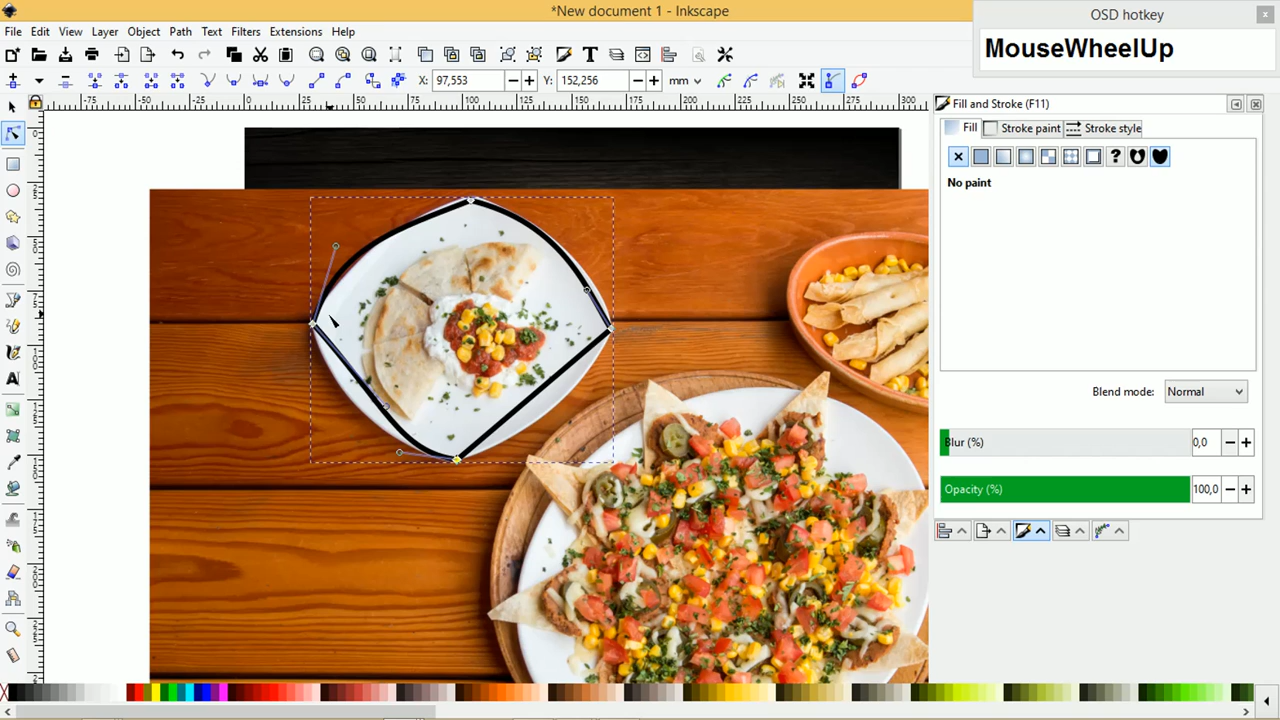 *New document 1 - Inkscape
OSD hotkey
MouseWheelUp
File Edit View Layer Object Path Text Filters Extensions Help
X: 97,553 Y: 152,256 mm
-75 -50 -25 0 25 50 75 100 125 150 175 200 225 250 275 300
Fill and Stroke (F11)
Fill Stroke paint Stroke style
No paint
Blend mode: Normal
Blur (%) 0,0
Opacity (%) 100,0